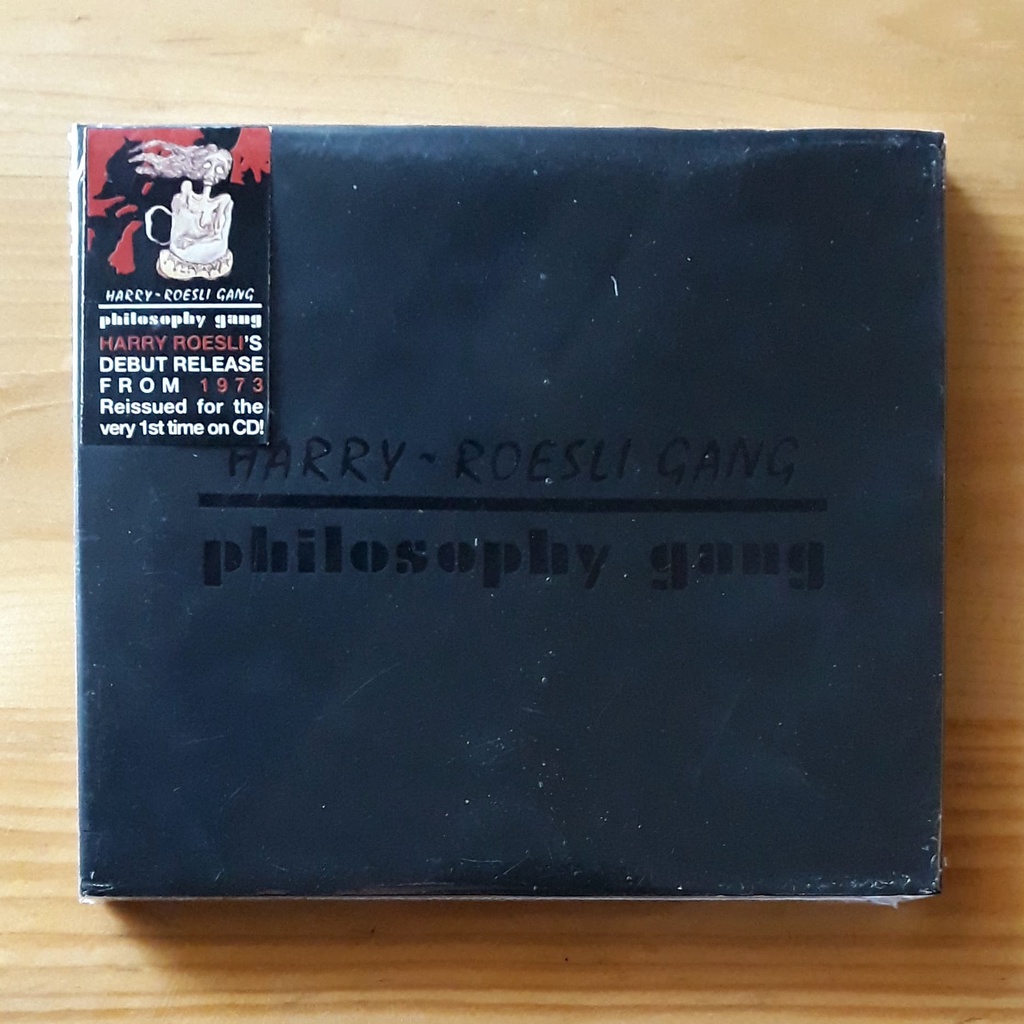 HARRY-ROESLI GANG
philosophy gang
HARRY ROESLI'S
DEBUT RELEASE
FROM 1973
Reissued for the
very 1st time on CD!
HARRY-ROESLI GANG
philosophy gang